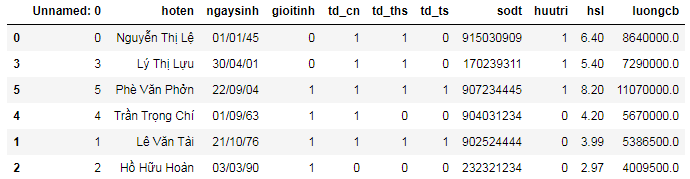 Unnamed: 0 hoten ngaysinh gioitinh td_cn td_ths td_ts sodt huutri hsl luongcb
0 0 Nguyễn Thị Lệ 01/01/45 0 1 1 0 915030909 1 6.40 8640000.0
3 3 Lý Thị Lựu 30/04/01 0 1 1 0 170239311 1 5.40 7290000.0
5 5 Phè Văn Phởn 22/09/04 1 1 1 1 907234445 1 8.20 11070000.0
4 4 Trần Trọng Chí 01/09/63 1 1 0 0 904031234 0 4.20 5670000.0
1 1 Lê Văn Tải 21/10/76 1 1 1 1 902524444 0 3.99 5386500.0
2 2 Hồ Hữu Hoàn 03/03/90 1 0 0 0 232321234 0 2.97 4009500.0